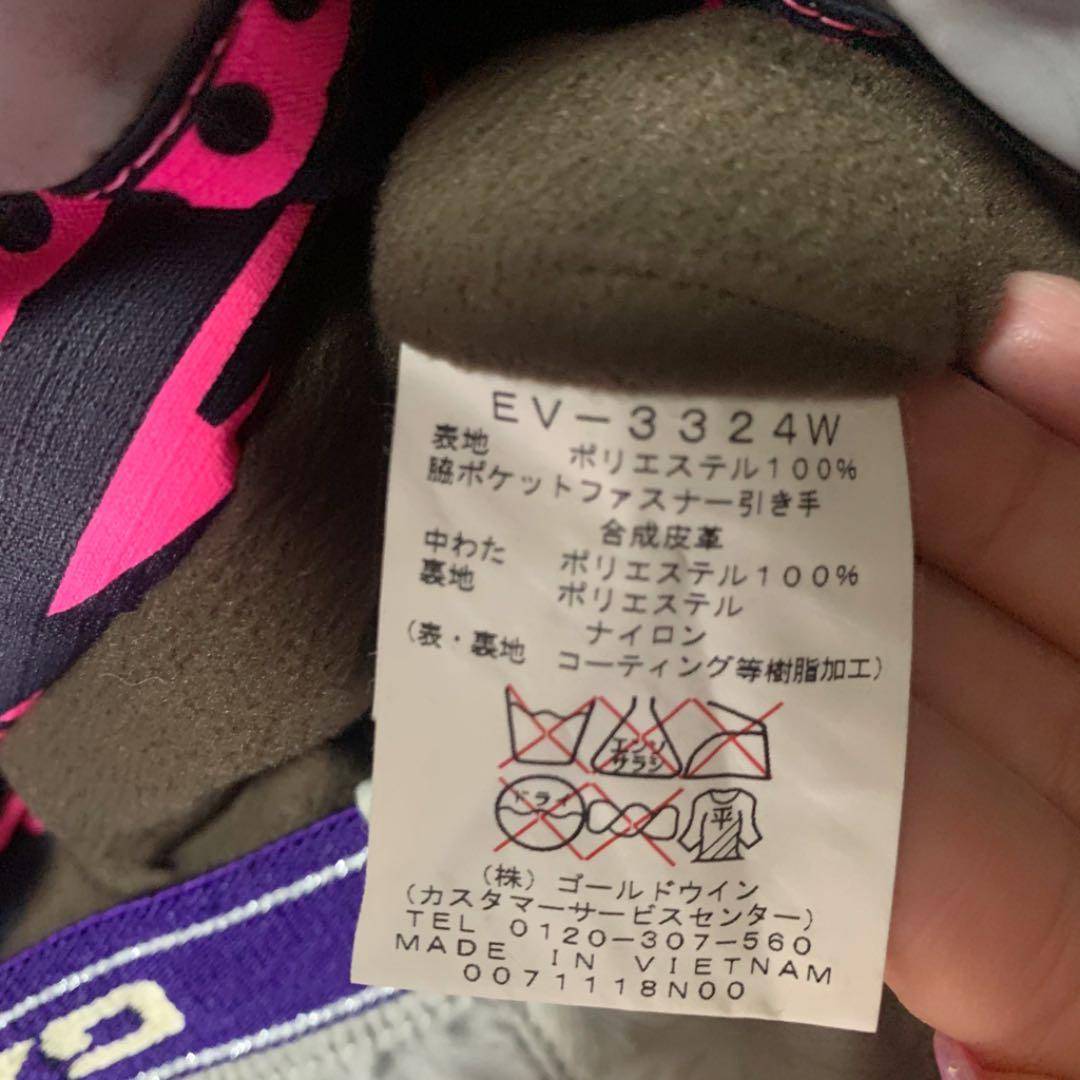 EV-3324W
表地 ポリエステル100%
脇ポケットファスナー引き手
合成皮革
中わた ポリエステル100%
裏地 ポリエステル
ナイロン
(表・裏地 コーティング等樹脂加工)
エンソ
サラシ
ドライ
平
(株) ゴールドウイン
(カスタマーサービスセンター)
TEL 0120-307-560
MADE IN VIETNAM
0071118N00